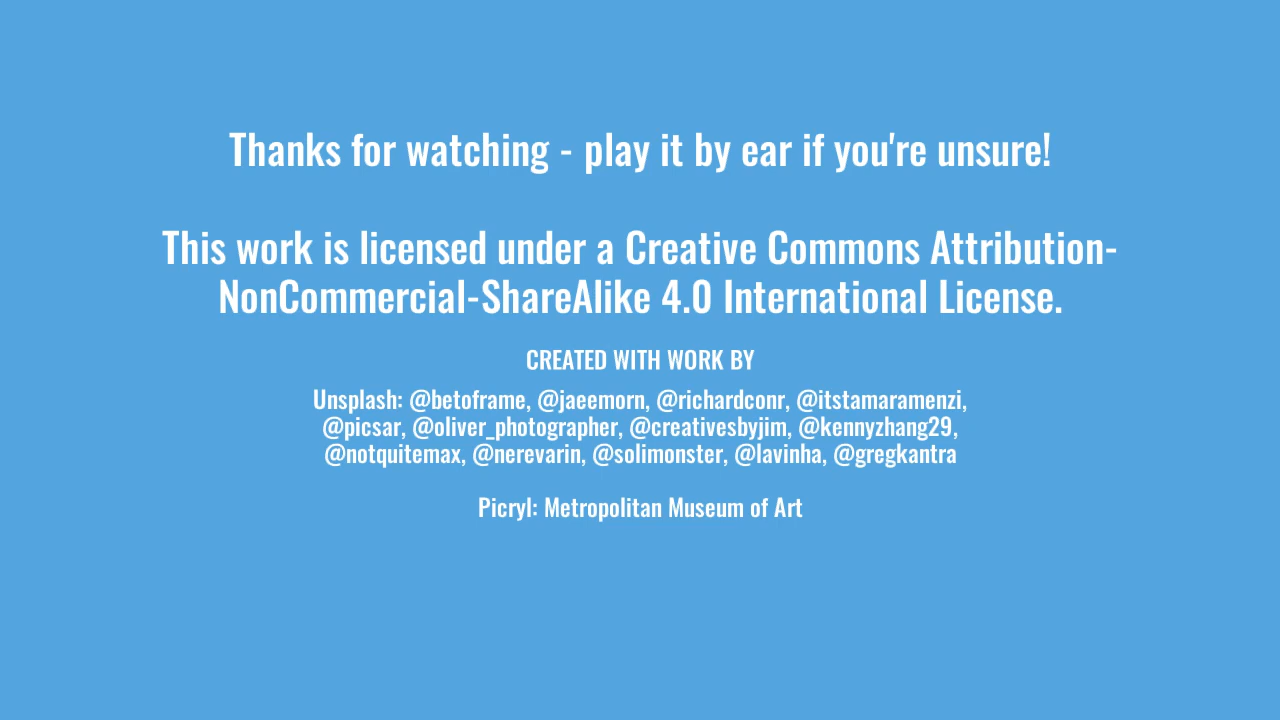 Thanks for watching - play it by ear if you're unsure!
This work is licensed under a Creative Commons Attribution-
NonCommercial-ShareAlike 4.0 International License.
CREATED WITH WORK BY
Unsplash: @betoframe, @jaeemorn, @richardconr, @itstamaramenzi,
@picsar, @oliver_photographer, @creativesbyjim, @kennyzhang29,
@notquitemax, @nerevarin, @solimonster, @lavinha, @gregkantra
Picryl: Metropolitan Museum of Art